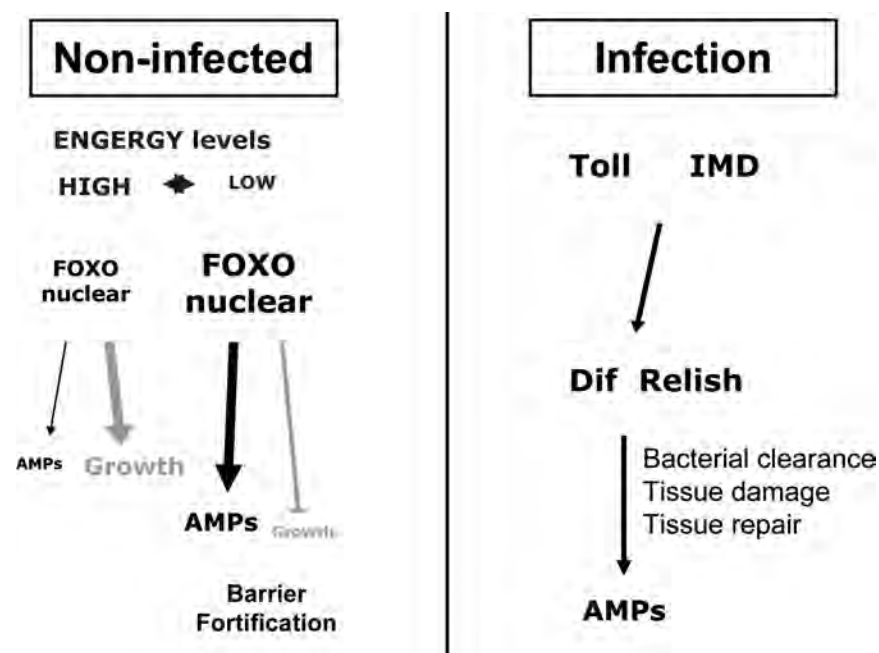 Non-infected
ENGERGY levels
HIGH LOW
FOXO
nuclear
FOXO
nuclear
AMPs Growth
AMPs Growth
Barrier
Fortification
Infection
Toll IMD
Dif Relish
Bacterial clearance
Tissue damage
Tissue repair
AMPs